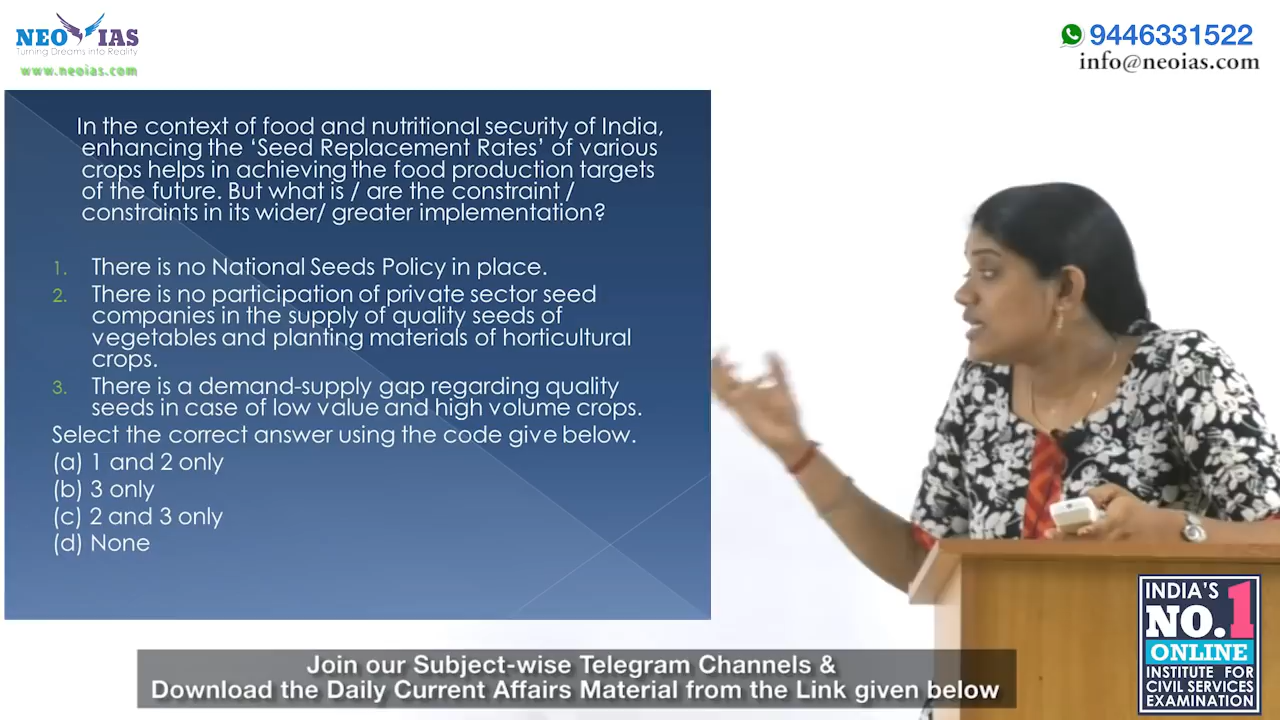 NEO IAS
Turning Dreams into Reality
www.neoias.com
9446331522
info@neoias.com
In the context of food and nutritional security of India,
enhancing the ‘Seed Replacement Rates’ of various
crops helps in achieving the food production targets
of the future. But what is / are the constraint /
constraints in its wider/ greater implementation?
1. There is no National Seeds Policy in place.
2. There is no participation of private sector seed
companies in the supply of quality seeds of
vegetables and planting materials of horticultural
crops.
3. There is a demand-supply gap regarding quality
seeds in case of low value and high volume crops.
Select the correct answer using the code give below.
(a) 1 and 2 only
(b) 3 only
(c) 2 and 3 only
(d) None
INDIA'S
NO.1
ONLINE
INSTITUTE FOR
CIVIL SERVICES
EXAMINATION
Join our Subject-wise Telegram Channels &
Download the Daily Current Affairs Material from the Link given below